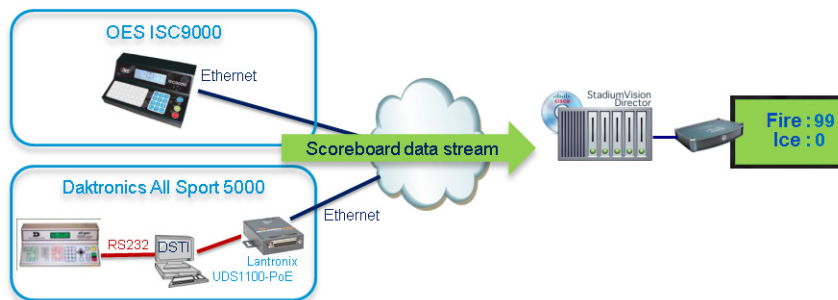 OES ISC9000
Ethernet
Daktronics All Sport 5000
RS232
DSTI
Lantronix
UDS1100-PoE
Ethernet
Scoreboard data stream
CISCO
StadiumVision
Director
Fire : 99
Ice : 0